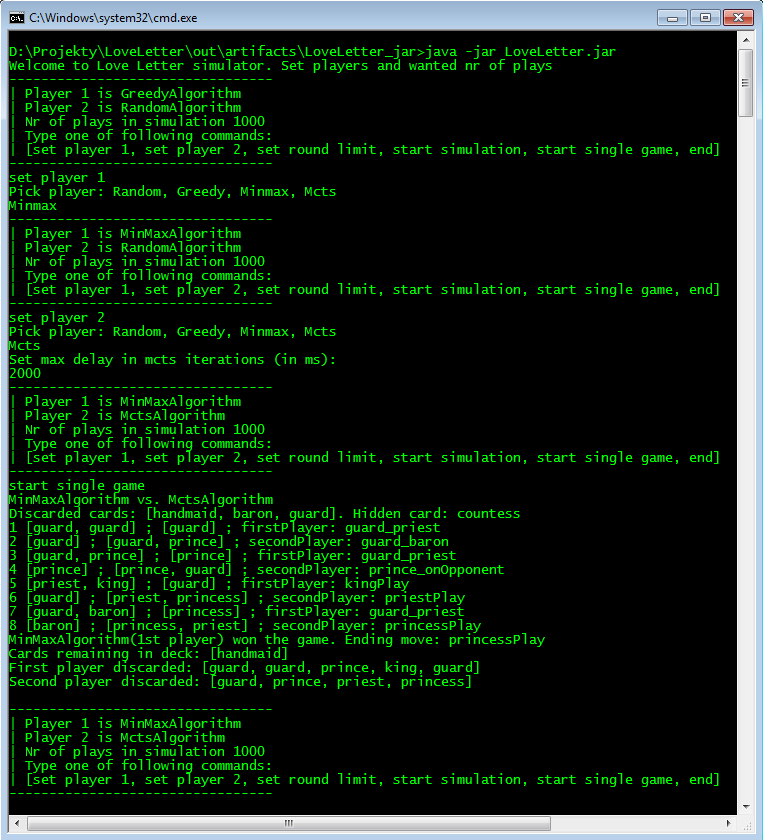 C:\Windows\system32\cmd.exe
D:\Projekty\LoveLetter\out\artifacts\LoveLetter_jar>java -jar LoveLetter.jar
Welcome to Love Letter simulator. Set players and wanted nr of plays
---------------------------------
| Player 1 is GreedyAlgorithm
| Player 2 is RandomAlgorithm
| Nr of plays in simulation 1000
| Type one of following commands:
| [set player 1, set player 2, set round limit, start simulation, start single game, end]
---------------------------------
set player 1
Pick player: Random, Greedy, Minmax, Mcts
Minmax
---------------------------------
| Player 1 is MinMaxAlgorithm
| Player 2 is RandomAlgorithm
| Nr of plays in simulation 1000
| Type one of following commands:
| [set player 1, set player 2, set round limit, start simulation, start single game, end]
---------------------------------
set player 2
Pick player: Random, Greedy, Minmax, Mcts
Mcts
Set max delay in mcts iterations (in ms):
2000
---------------------------------
| Player 1 is MinMaxAlgorithm
| Player 2 is MctsAlgorithm
| Nr of plays in simulation 1000
| Type one of following commands:
| [set player 1, set player 2, set round limit, start simulation, start single game, end]
---------------------------------
start single game
MinMaxAlgorithm vs. MctsAlgorithm
Discarded cards: [handmaid, baron, guard]. Hidden card: countess
1 [guard, guard] ; [guard] ; firstPlayer: guard_priest
2 [guard] ; [guard, prince] ; secondPlayer: guard_baron
3 [guard, prince] ; [prince] ; firstPlayer: guard_priest
4 [prince] ; [prince, guard] ; secondPlayer: prince_onOpponent
5 [priest, king] ; [guard] ; firstPlayer: kingPlay
6 [guard] ; [priest, princess] ; secondPlayer: priestPlay
7 [guard, baron] ; [princess] ; firstPlayer: guard_priest
8 [baron] ; [princess, priest] ; secondPlayer: princessPlay
MinMaxAlgorithm(1st player) won the game. Ending move: princessPlay
Cards remaining in deck: [handmaid]
First player discarded: [guard, guard, prince, king, guard]
Second player discarded: [guard, prince, priest, princess]
---------------------------------
| Player 1 is MinMaxAlgorithm
| Player 2 is MctsAlgorithm
| Nr of plays in simulation 1000
| Type one of following commands:
| [set player 1, set player 2, set round limit, start simulation, start single game, end]
---------------------------------